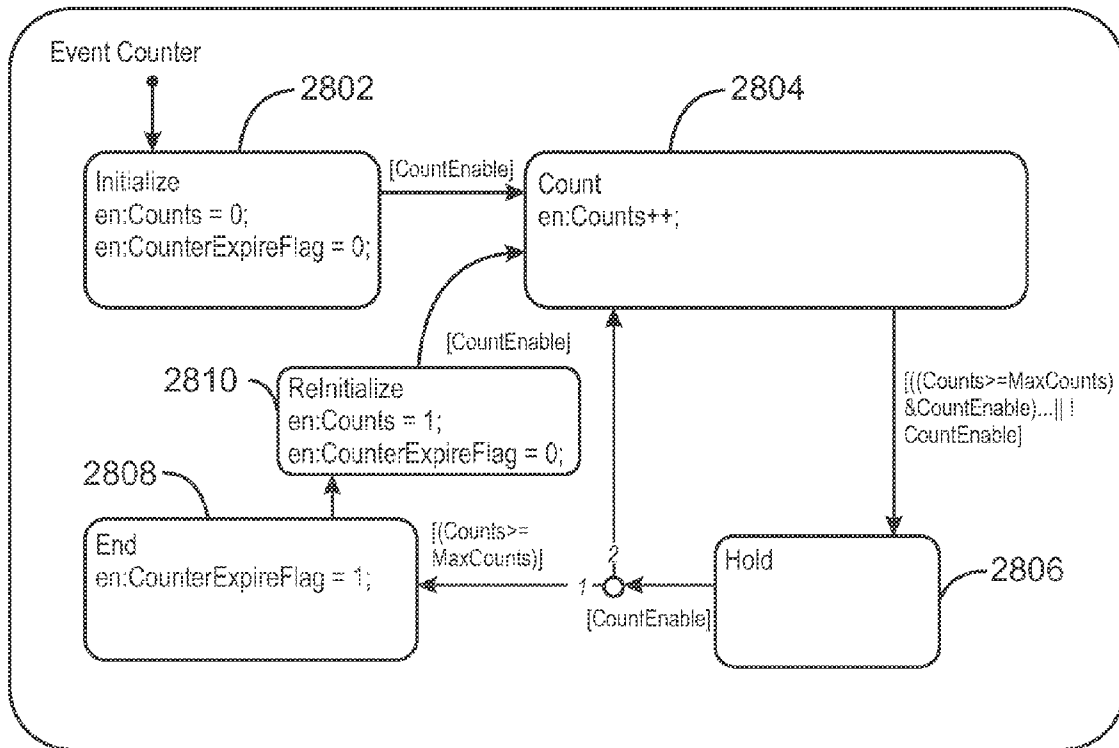 Event Counter
2802
2804
Initialize
en:Counts = 0;
en:CounterExpireFlag = 0;
[CountEnable]
Count
en:Counts++;
[CountEnable]
2810
ReInitialize
en:Counts = 1;
en:CounterExpireFlag = 0;
[((Counts>=MaxCounts)
&CountEnable)...|| !
CountEnable]
2808
End
en:CounterExpireFlag = 1;
[(Counts>=
MaxCounts)]
2
1
[CountEnable]
Hold
2806